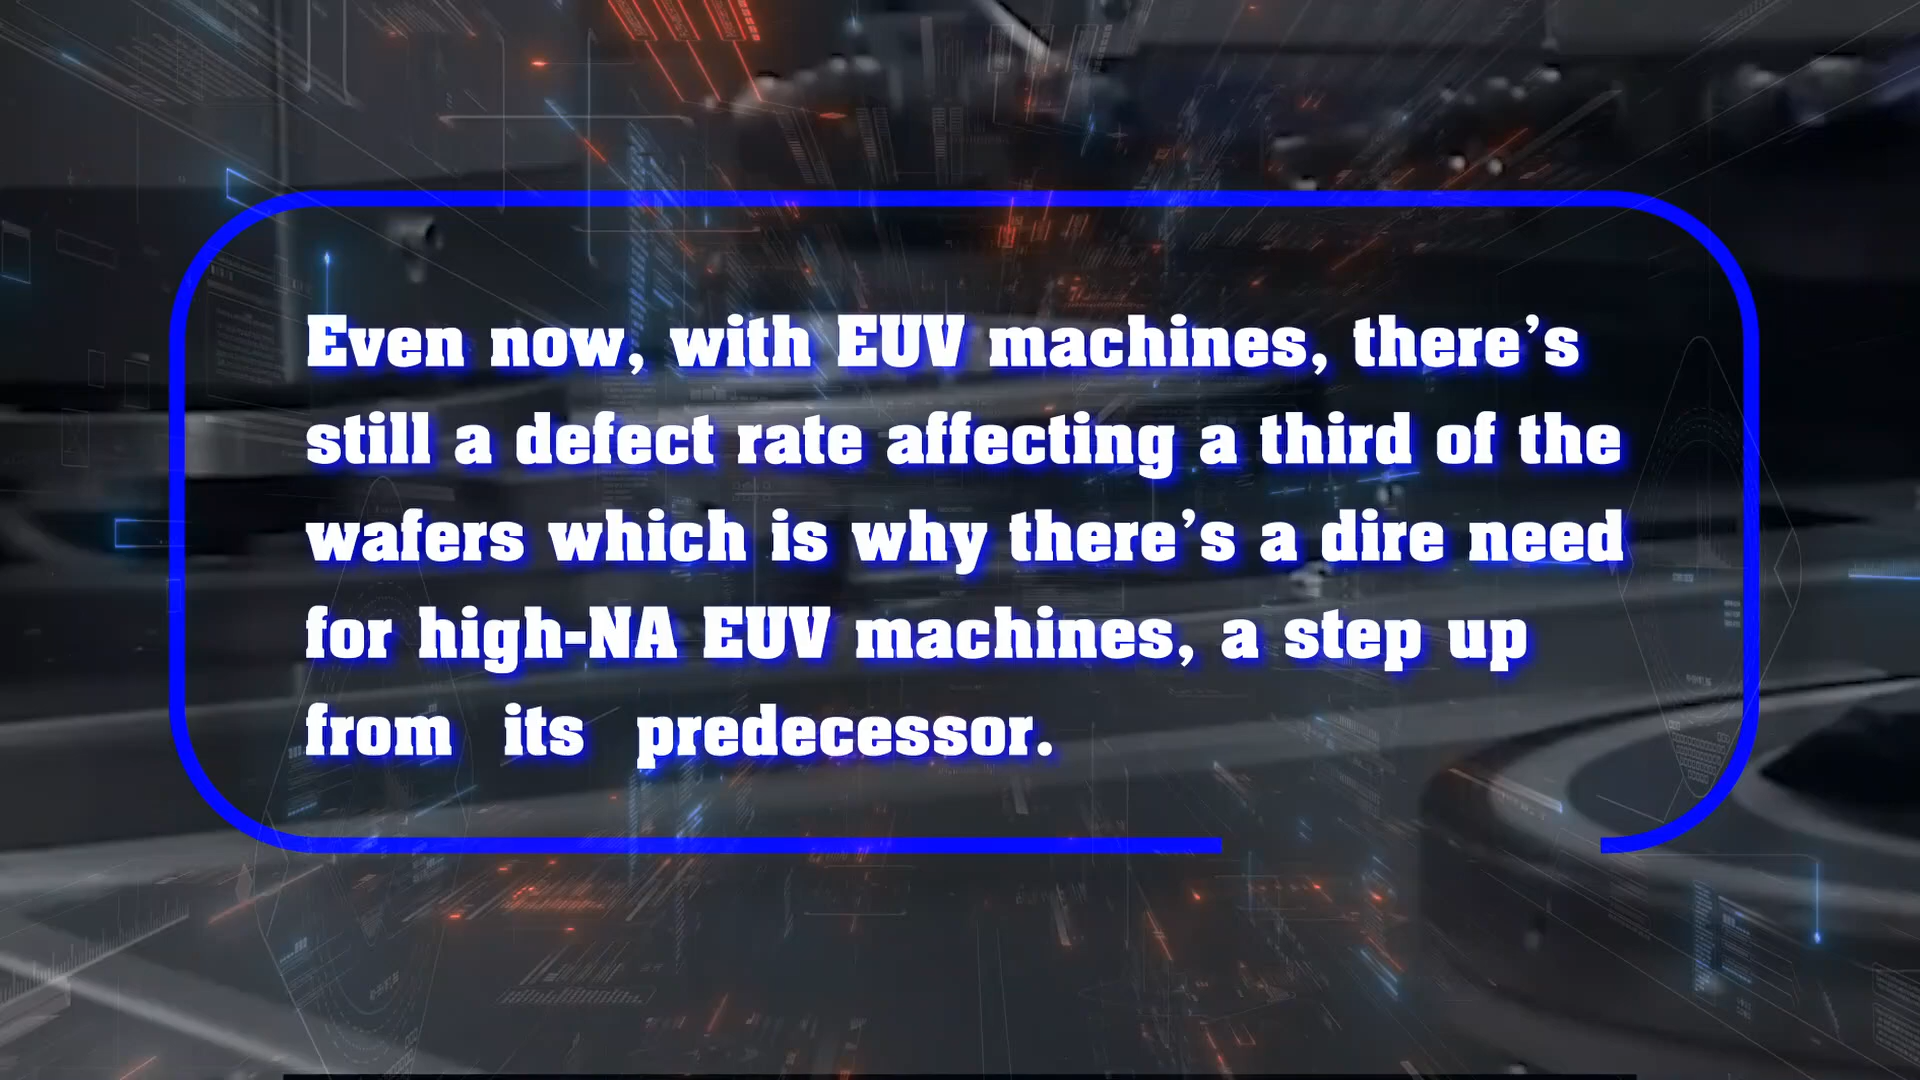 Even now, with EUV machines, there’s
still a defect rate affecting a third of the
wafers which is why there’s a dire need
for high-NA EUV machines, a step up
from its predecessor.